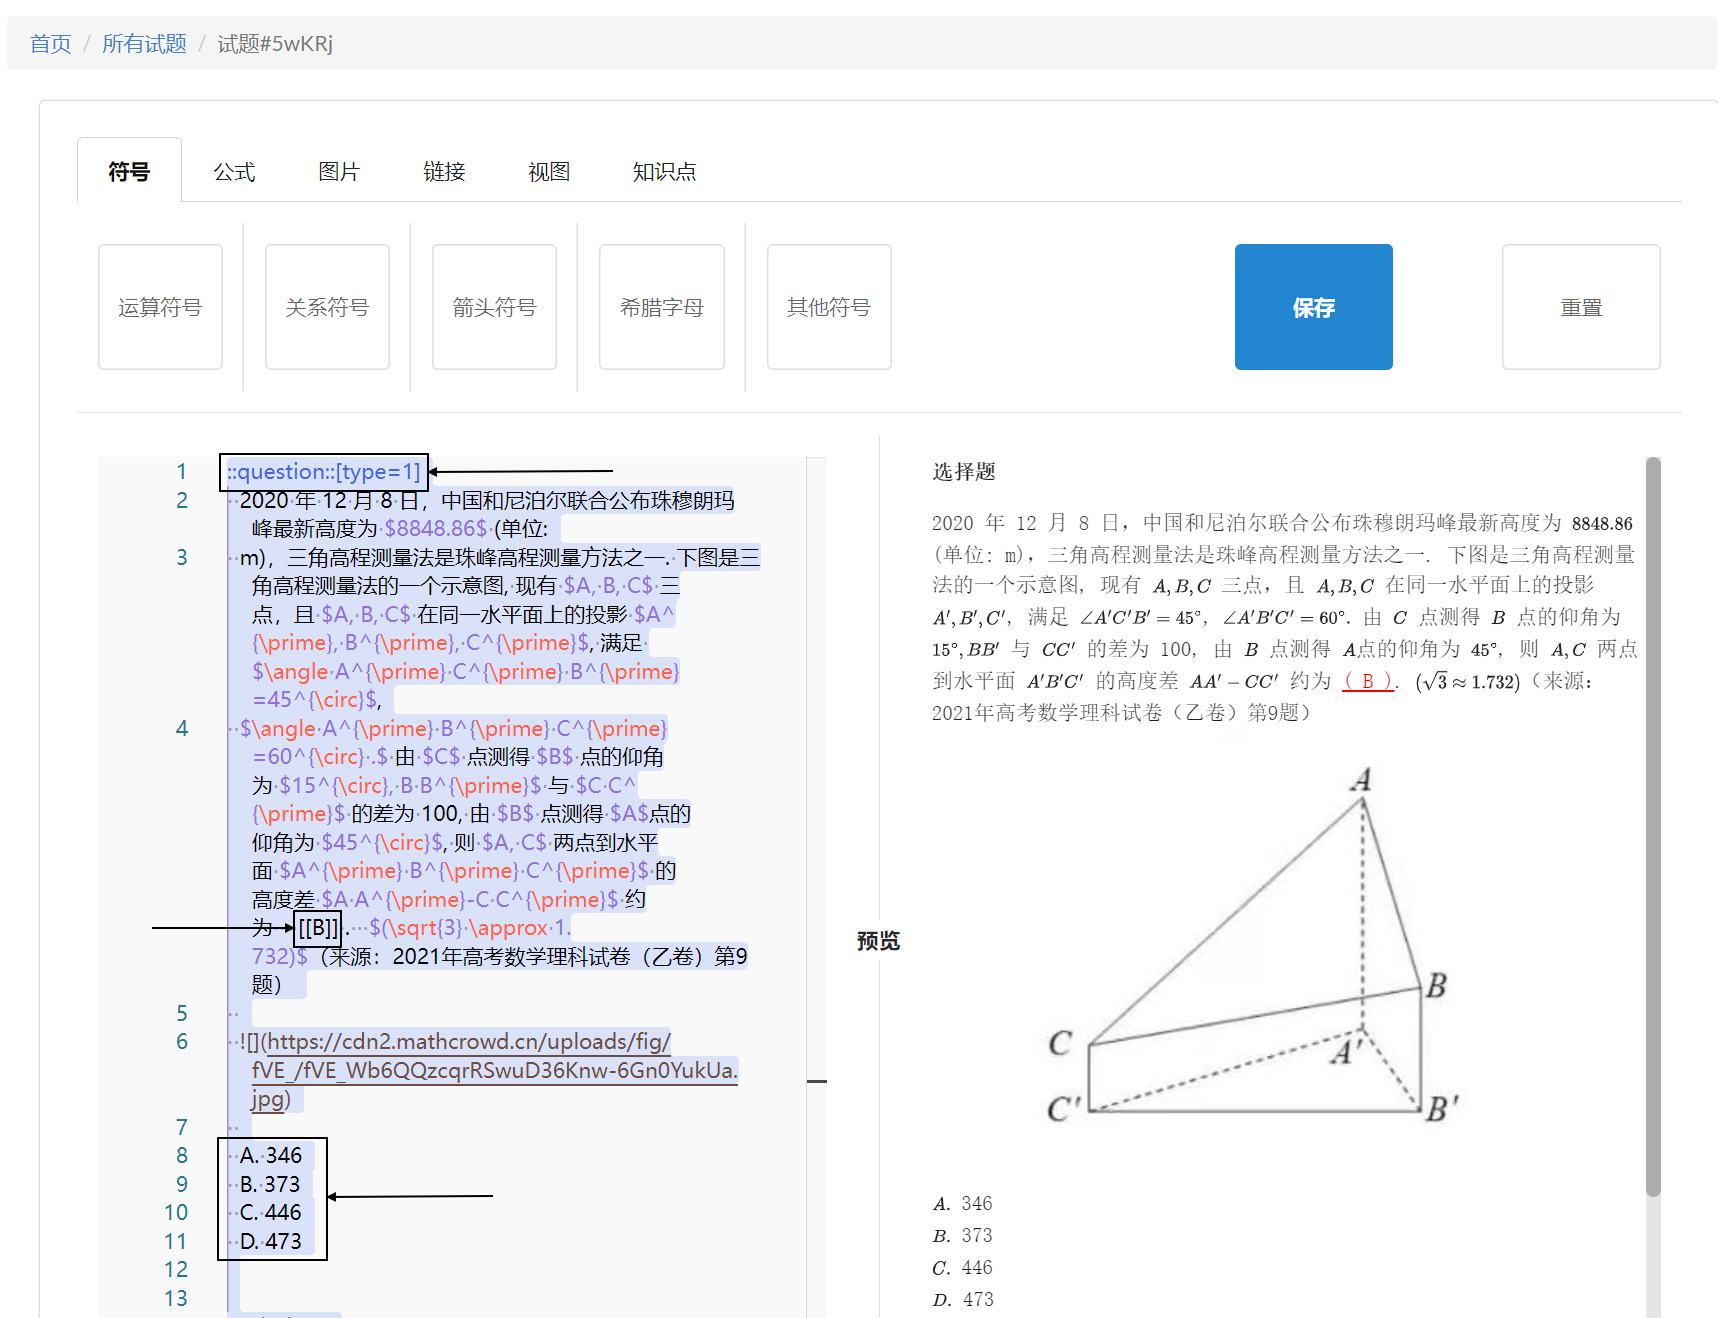 首页 / 所有试题 / 试题#5wKRj
符号 公式 图片 链接 视图 知识点
运算符号 关系符号 箭头符号 希腊字母 其他符号 保存 重置
1 ::question::[type=1]
2 ··2020·年·12·月·8·日，中国和尼泊尔联合公布珠穆朗玛
峰最新高度为·$8848.86$·(单位:
3 ··m)，三角高程测量法是珠峰高程测量方法之一.·下图是三
角高程测量法的一个示意图,·现有·$A,·B,·C$·三
点，且·$A,·B,·C$·在同一水平面上的投影·$A^
{\prime},·B^{\prime},·C^{\prime}$,·满足·
$\angle·A^{\prime}·C^{\prime}·B^{\prime}
=45^{\circ}$,
4 ··$\angle·A^{\prime}·B^{\prime}·C^{\prime}
=60^{\circ}·.$·由·$C$·点测得·$B$·点的仰角
为·$15^{\circ},·B·B^{\prime}$·与·$C·C^
{\prime}$·的差为·100,·由·$B$·点测得·$A$点的
仰角为·$45^{\circ}$,·则·$A,·C$·两点到水平
面·$A^{\prime}·B^{\prime}·C^{\prime}$·的
高度差·$A·A^{\prime}-C·C^{\prime}$·约
为··[[B]].···$(\sqrt{3}·\approx·1.
732)$（来源：2021年高考数学理科试卷（乙卷）第9
题）
5 ··
6 ··![](https://cdn2.mathcrowd.cn/uploads/fig/
fVE_/fVE_Wb6QQzcqrRSwuD36Knw-6Gn0YukUa.
jpg)
7 ··
8 ··A.·346
9 ··B.·373
10 ··C.·446
11 ··D.·473
12
13
预览
选择题
2020 年 12 月 8 日，中国和尼泊尔联合公布珠穆朗玛峰最新高度为 8848.86
(单位: m)，三角高程测量法是珠峰高程测量方法之一. 下图是三角高程测量
法的一个示意图, 现有 A, B, C 三点，且 A, B, C 在同一水平面上的投影
A′, B′, C′, 满足 ∠A′C′B′ = 45°, ∠A′B′C′ = 60°. 由 C 点测得 B 点的仰角为
15°, BB′ 与 CC′ 的差为 100, 由 B 点测得 A点的仰角为 45°, 则 A, C 两点
到水平面 A′B′C′ 的高度差 AA′ − CC′ 约为 ( B ). (√3 ≈ 1.732)（来源：
2021年高考数学理科试卷（乙卷）第9题）
A
B
C
A′
C′
B′
A. 346
B. 373
C. 446
D. 473